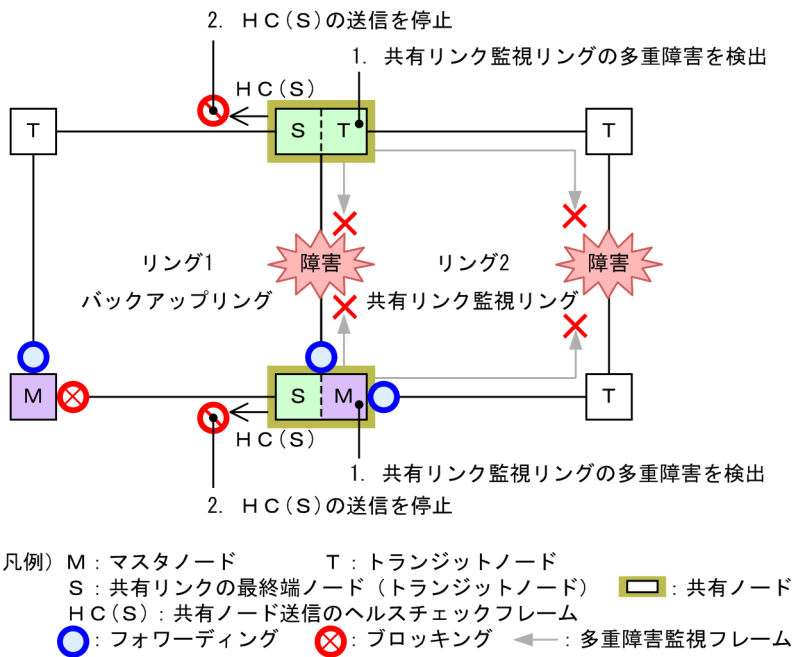 2. ＨＣ(Ｓ)の送信を停止
1. 共有リンク監視リングの多重障害を検出
ＨＣ(Ｓ)
Ｔ
Ｓ
Ｔ
Ｔ
リング1
障害
リング2
障害
バックアップリング
共有リンク監視リング
Ｍ
Ｓ
Ｍ
Ｔ
ＨＣ(Ｓ)
1. 共有リンク監視リングの多重障害を検出
2. ＨＣ(Ｓ)の送信を停止
凡例) Ｍ：マスタノード Ｔ：トランジットノード
Ｓ：共有リンクの最終端ノード（トランジットノード） ：共有ノード
ＨＣ(Ｓ)：共有ノード送信のヘルスチェックフレーム
：フォワーディング ：ブロッキング ：多重障害監視フレーム